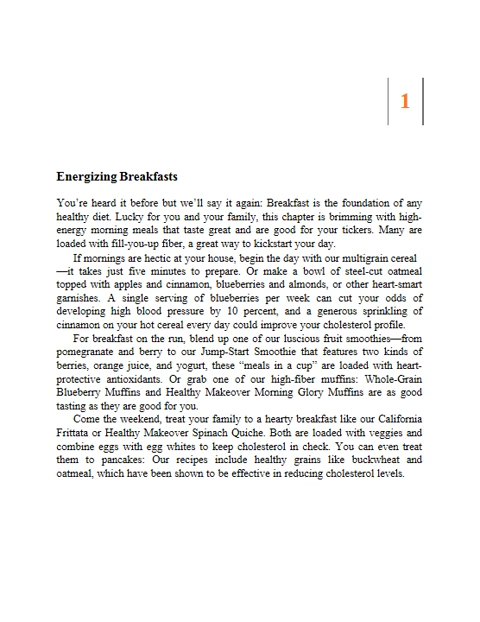 1
Energizing Breakfasts
You’re heard it before but we’ll say it again: Breakfast is the foundation of any
healthy diet. Lucky for you and your family, this chapter is brimming with high-
energy morning meals that taste great and are good for your tickers. Many are
loaded with fill-you-up fiber, a great way to kickstart your day.
If mornings are hectic at your house, begin the day with our multigrain cereal
—it takes just five minutes to prepare. Or make a bowl of steel-cut oatmeal
topped with apples and cinnamon, blueberries and almonds, or other heart-smart
garnishes. A single serving of blueberries per week can cut your odds of
developing high blood pressure by 10 percent, and a generous sprinkling of
cinnamon on your hot cereal every day could improve your cholesterol profile.
For breakfast on the run, blend up one of our luscious fruit smoothies—from
pomegranate and berry to our Jump-Start Smoothie that features two kinds of
berries, orange juice, and yogurt, these “meals in a cup” are loaded with heart-
protective antioxidants. Or grab one of our high-fiber muffins: Whole-Grain
Blueberry Muffins and Healthy Makeover Morning Glory Muffins are as good
tasting as they are good for you.
Come the weekend, treat your family to a hearty breakfast like our California
Frittata or Healthy Makeover Spinach Quiche. Both are loaded with veggies and
combine eggs with egg whites to keep cholesterol in check. You can even treat
them to pancakes: Our recipes include healthy grains like buckwheat and
oatmeal, which have been shown to be effective in reducing cholesterol levels.